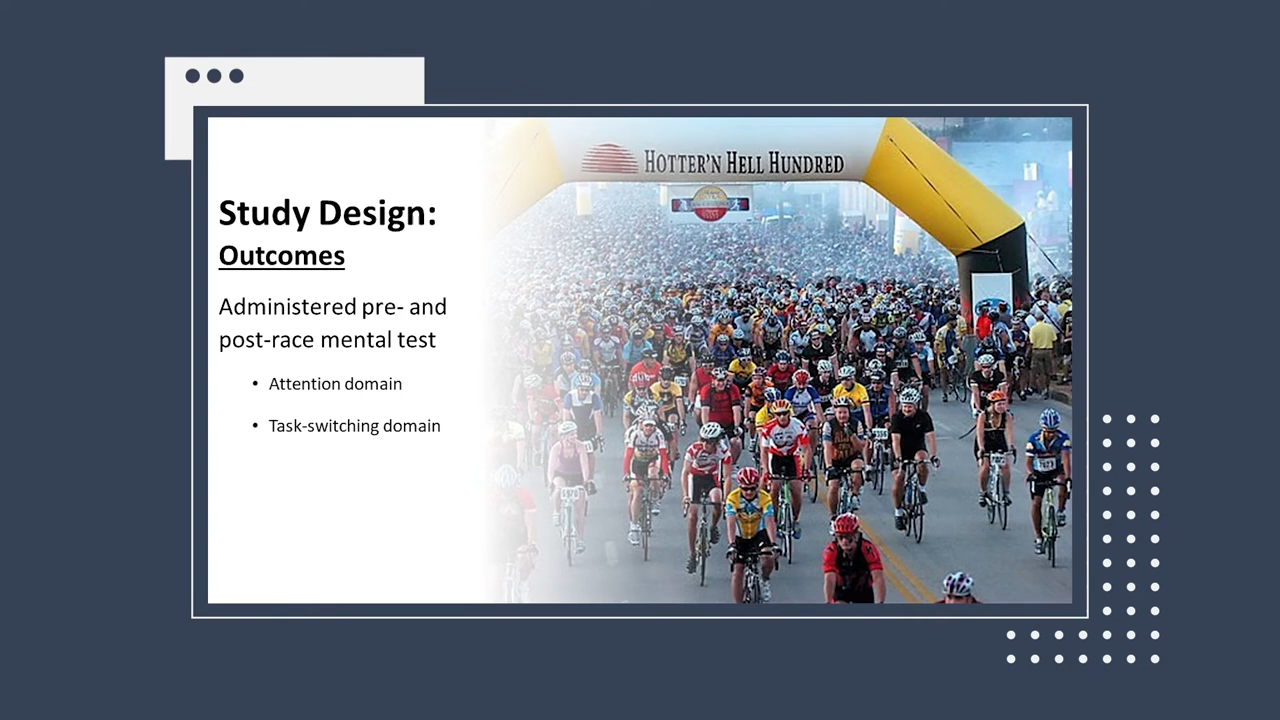 HOTTER'N HELL HUNDRED
Study Design:
Outcomes
Administered pre- and
post-race mental test
• Attention domain
• Task-switching domain